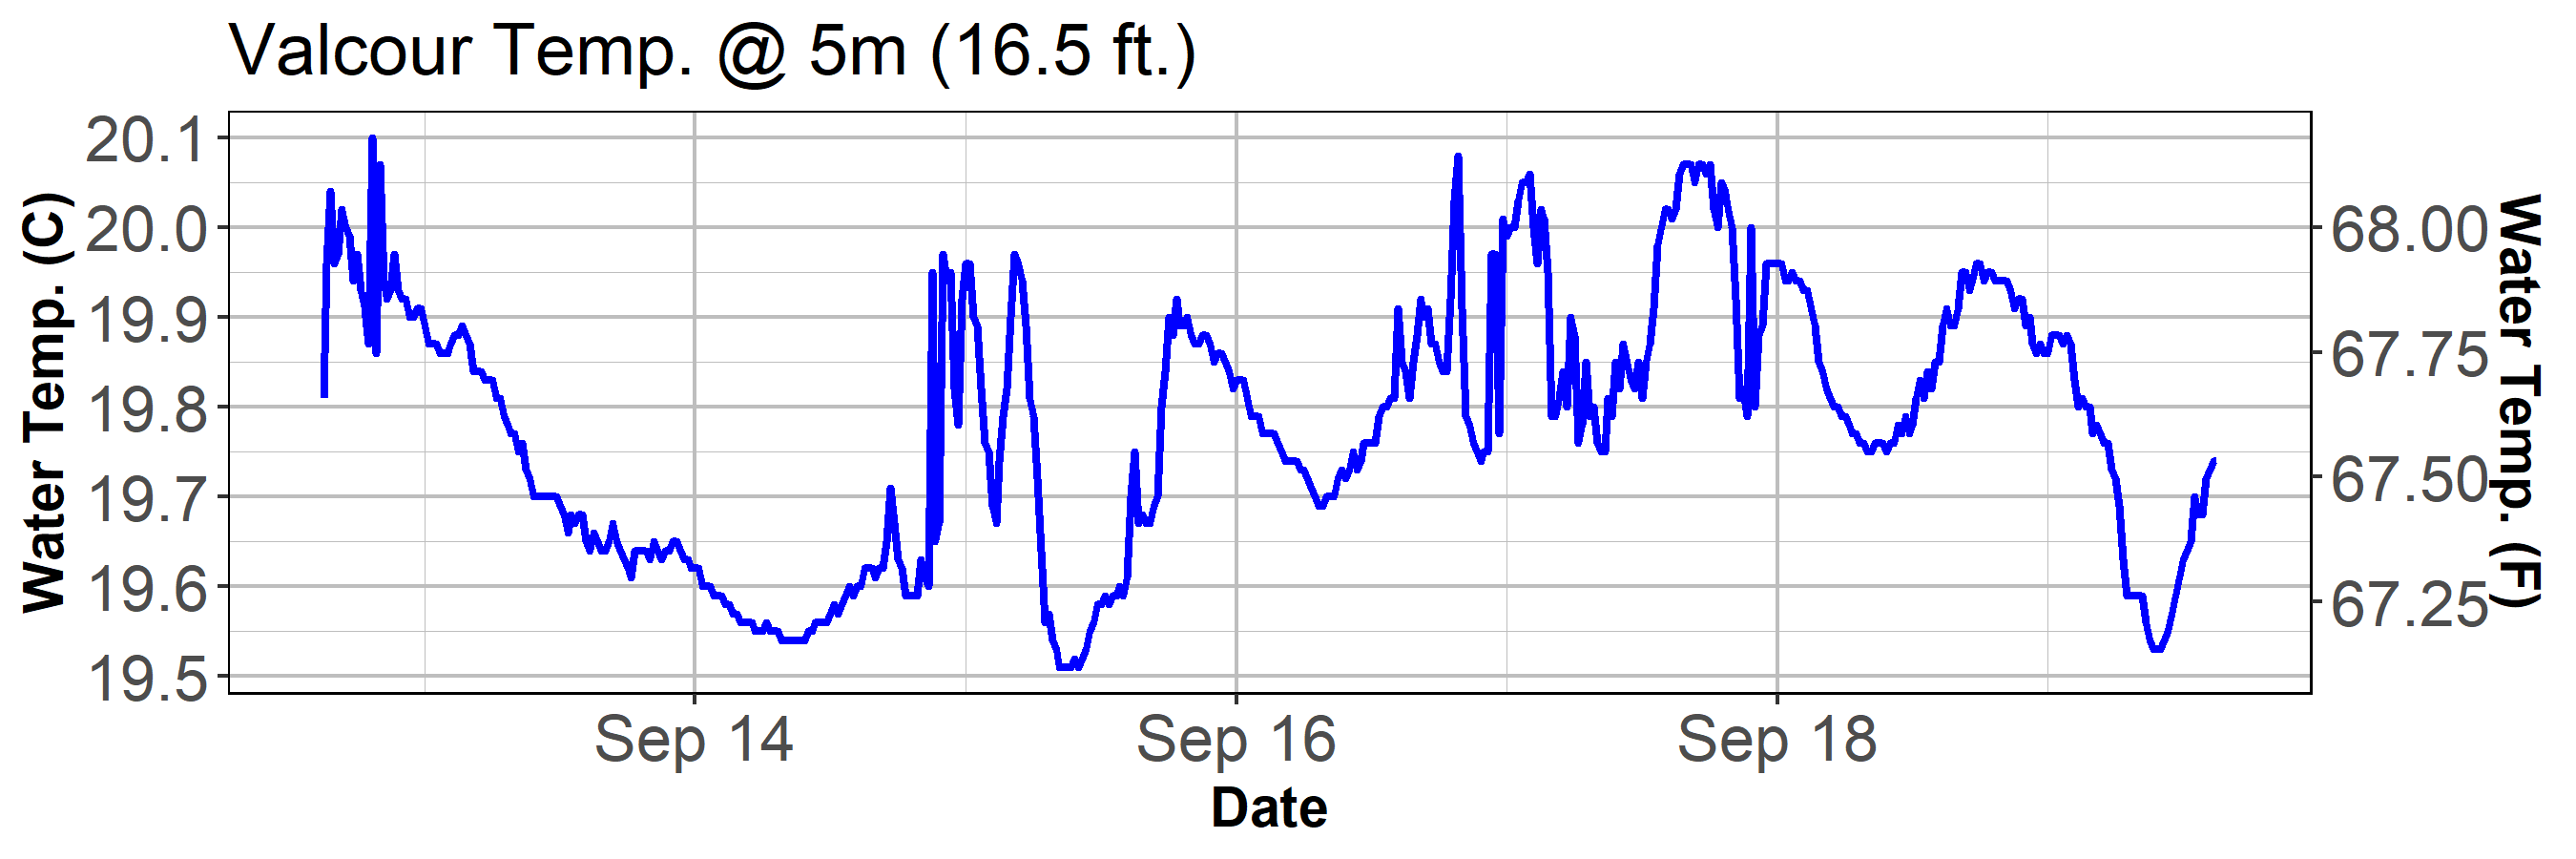 Valcour Temp. @ 5m (16.5 ft.)
Water Temp. (C)
20.1
20.0
19.9
19.8
19.7
19.6
19.5
68.00
67.75
67.50
67.25
Water Temp. (F)
Sep 14 Sep 16 Sep 18
Date